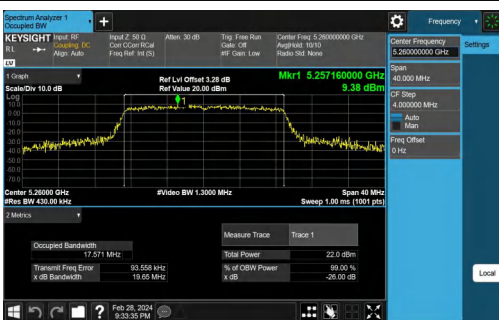 Spectrum Analyzer 1
Occupied BW
+
Frequency
KEYSIGHT Input: RF Input Z: 50 Ω Atten: 30 dB Trig: Free Run Center Freq: 5.260000000 GHz
RL Coupling: DC Corr CCorr RCal Gate: Off Avg|Hold: 10/10
Align: Auto Freq Ref: Int (S) #IF Gain: Low Radio Std: None
LW
Center Frequency
5.260000000 GHz
Settings
Span
40.000 MHz
CF Step
4.000000 MHz
Auto
Man
Freq Offset
0 Hz
Local
1 Graph
Scale/Div 10.0 dB
Ref Lvl Offset 3.28 dB
Ref Value 20.00 dBm
Mkr1 5.257160000 GHz
9.38 dBm
Log
10.0
0.00
-10.0
-20.0
-30.0
-40.0
-50.0
-60.0
-70.0
1
Center 5.26000 GHz #Video BW 1.3000 MHz Span 40 MHz
#Res BW 430.00 kHz Sweep 1.00 ms (1001 pts)
2 Metrics
Measure Trace Trace 1
Occupied Bandwidth
17.571 MHz Total Power 22.0 dBm
Transmit Freq Error 93.558 kHz % of OBW Power 99.00 %
x dB Bandwidth 19.65 MHz x dB -26.00 dB
?
Feb 28, 2024
9:33:35 PM